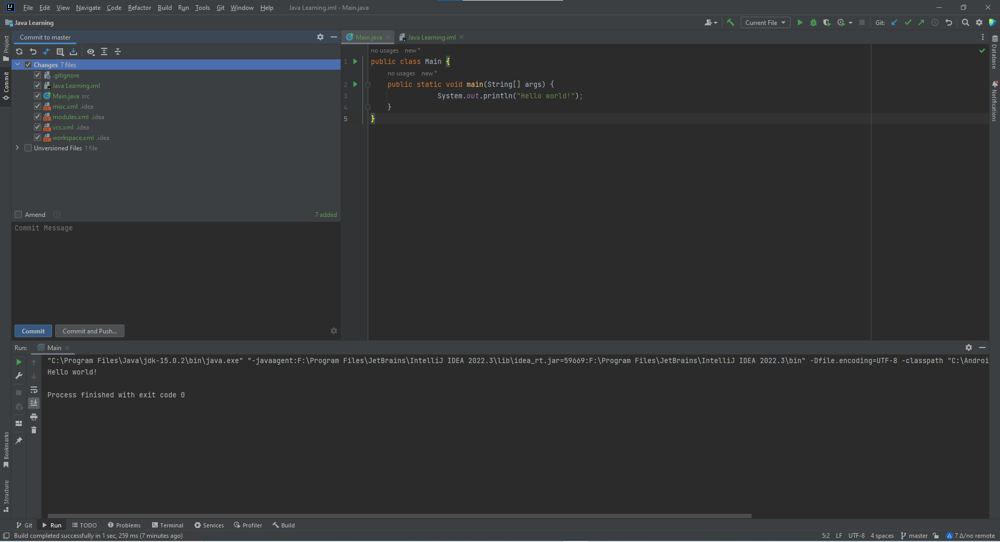 File Edit View Navigate Code Refactor Build Run Tools Git Window Help Java Learning.iml - Main.java
Java Learning
Current File
Git:
Project
Commit
Bookmarks
Structure
Commit to master
Changes 7 files
.gitignore
Java Learning.iml
Main.java src
misc.xml .idea
modules.xml .idea
vcs.xml .idea
workspace.xml .idea
Unversioned Files 1 file
Amend 7 added
Commit Message
Commit Commit and Push...
Main.java Java Learning.iml
no usages new *
1 public class Main {
no usages new *
2 public static void main(String[] args) {
3 System.out.println("Hello world!");
4 }
5 }
Database
Notifications
Run: Main
"C:\Program Files\Java\jdk-15.0.2\bin\java.exe" "-javaagent:F:\Program Files\JetBrains\IntelliJ IDEA 2022.3\lib\idea_rt.jar=59669:F:\Program Files\JetBrains\IntelliJ IDEA 2022.3\bin" -Dfile.encoding=UTF-8 -classpath "C:\Androi
Hello world!
Process finished with exit code 0
Git Run TODO Problems Terminal Services Profiler Build
Build completed successfully in 1 sec, 259 ms (7 minutes ago) 5:2 LF UTF-8 4 spaces master 7 Δ/no remote